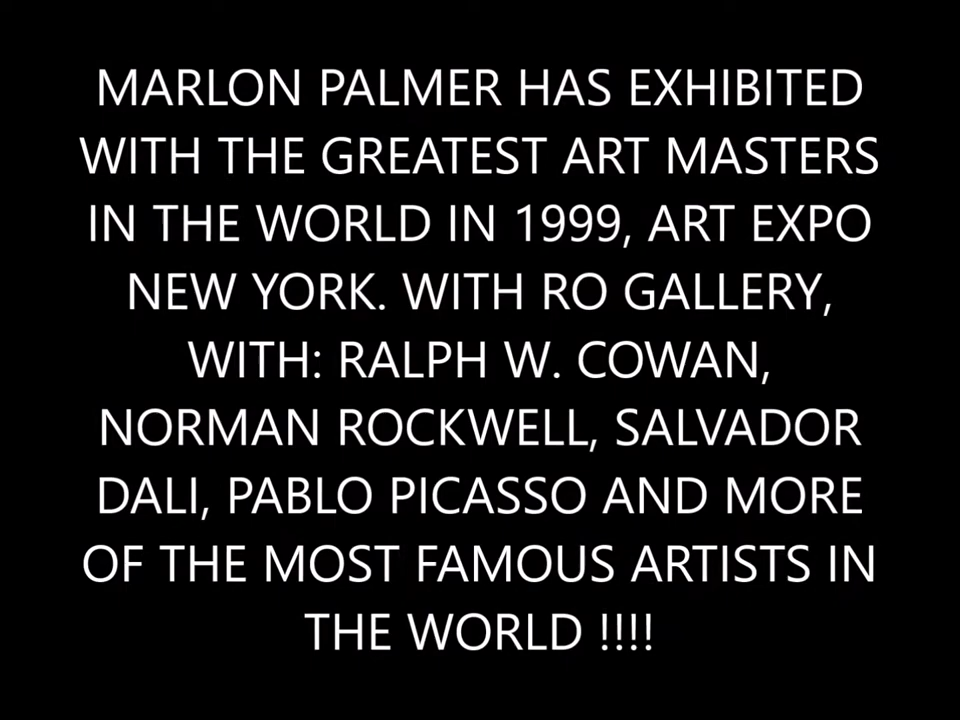 MARLON PALMER HAS EXHIBITED
WITH THE GREATEST ART MASTERS
IN THE WORLD IN 1999, ART EXPO
NEW YORK. WITH RO GALLERY,
WITH: RALPH W. COWAN,
NORMAN ROCKWELL, SALVADOR
DALI, PABLO PICASSO AND MORE
OF THE MOST FAMOUS ARTISTS IN
THE WORLD !!!!